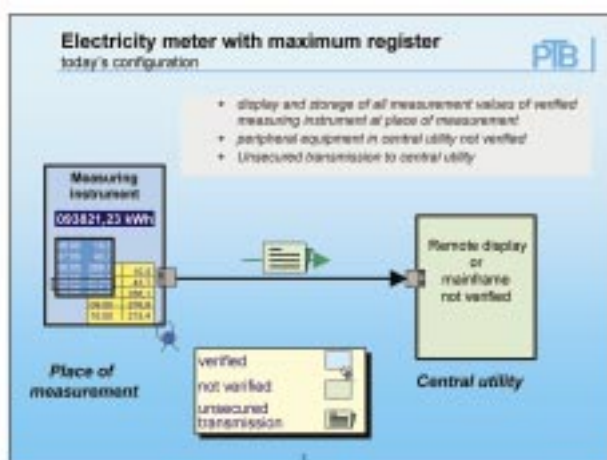 Electricity meter with maximum register
today's configuration
PTB
+ display and storage of all measurement values of verified
measuring instrument at place of measurement
+ peripheral equipment in central utility not verified
+ Unsecured transmission to central utility
Measuring
instrument
093821,23 kWh
Remote display
or
mainframe
not verified
Place of
measurement
Central utility
verified
not verified
unsecured
transmission